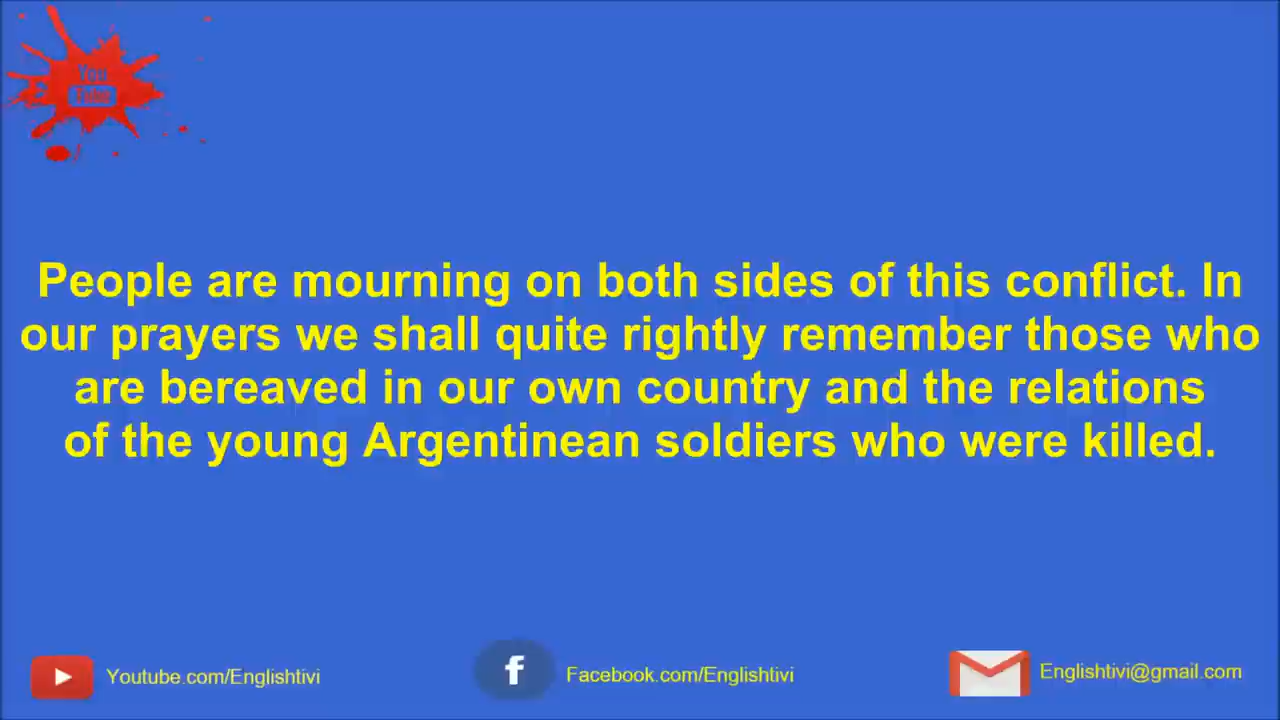 You
Tube
People are mourning on both sides of this conflict. In
our prayers we shall quite rightly remember those who
are bereaved in our own country and the relations
of the young Argentinean soldiers who were killed.
Youtube.com/Englishtivi
f
Facebook.com/Englishtivi
Englishtivi@gmail.com